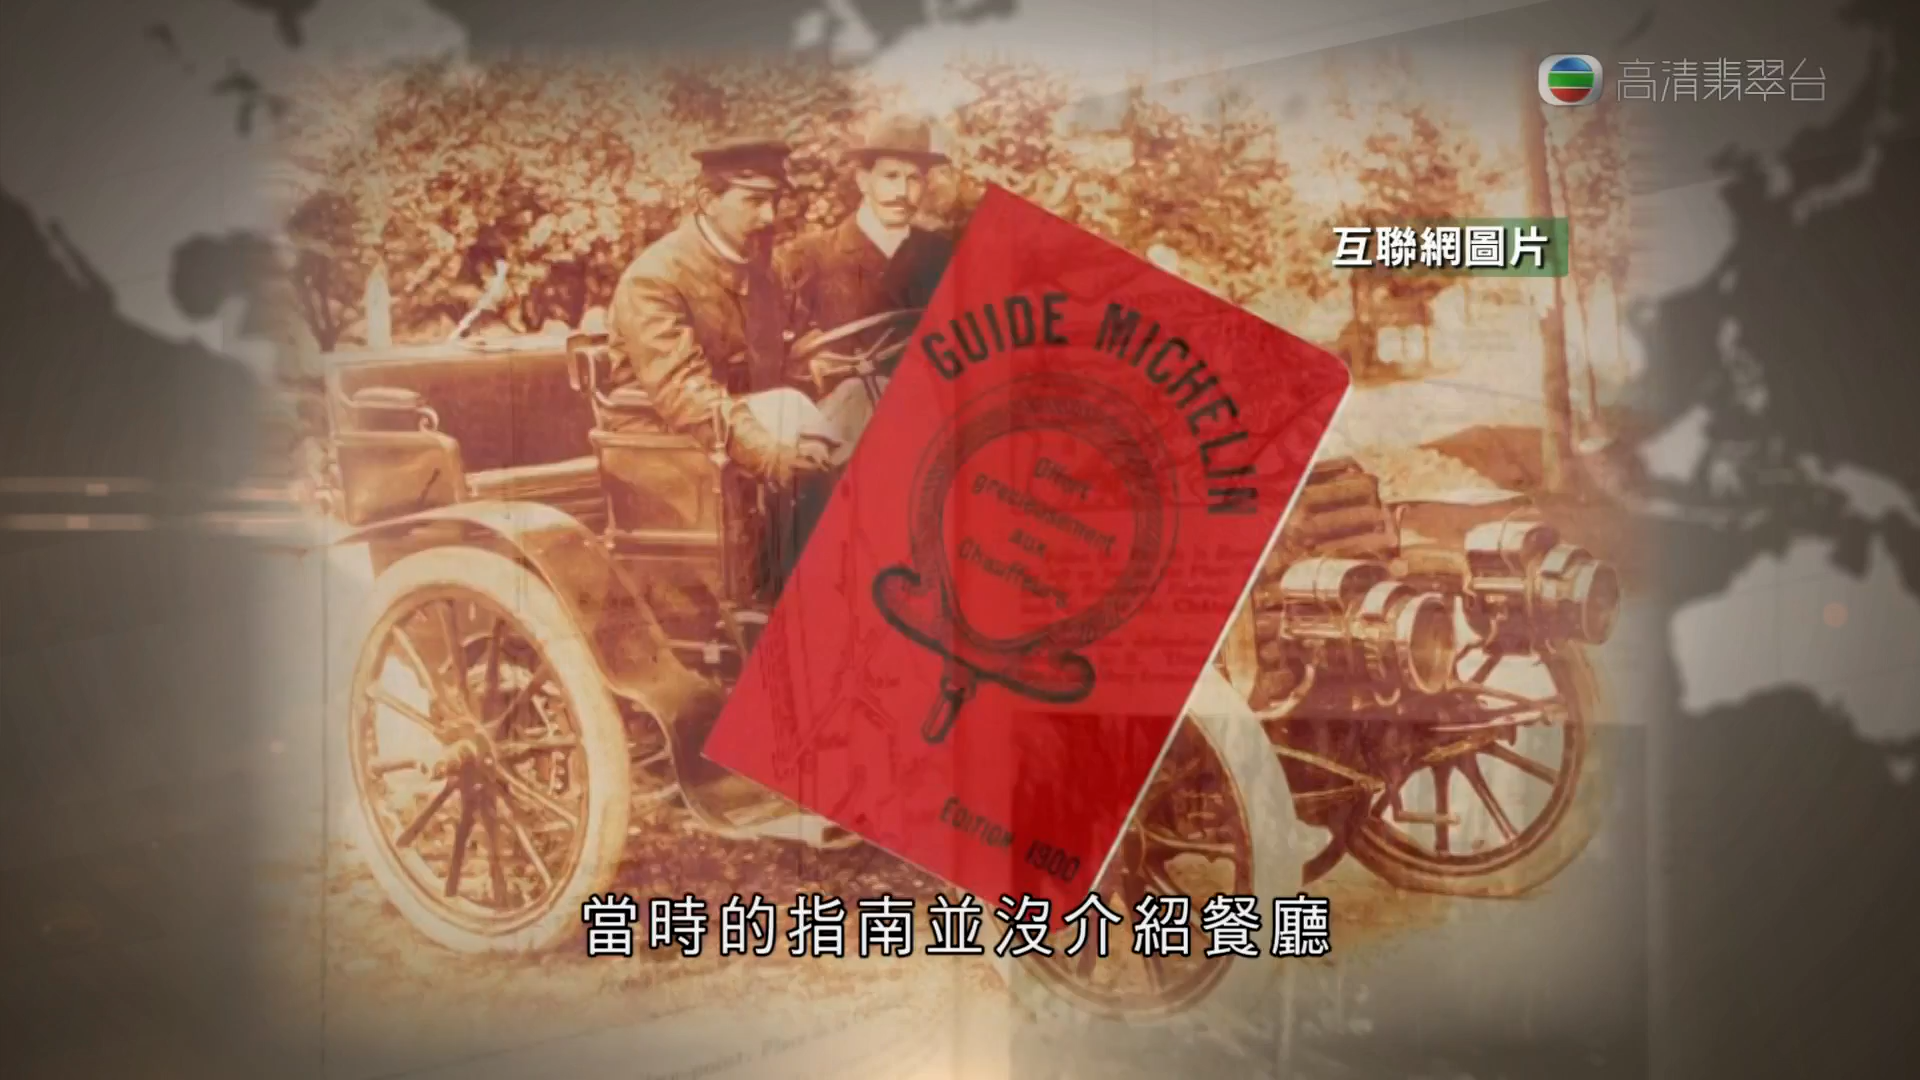 高清翡翠台
互聯網圖片
GUIDE MICHELIN
Offert
gracieusement
aux
Chauffeurs
EDITION 1900
當時的指南並沒介紹餐廳